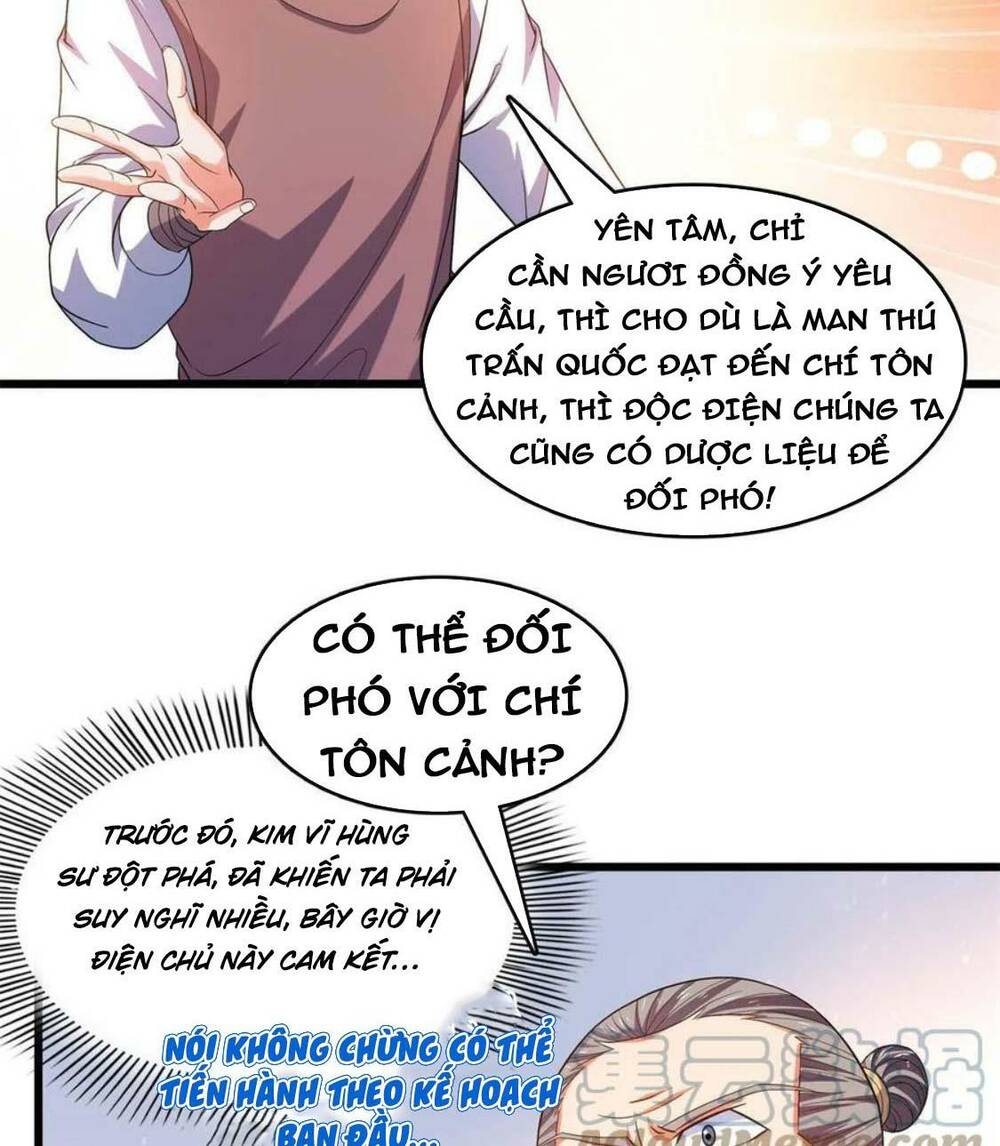 YÊN TÂM, CHỈ
CẦN NGƯƠI ĐỒNG Ý YÊU
CẦU, THÌ CHO DÙ LÀ MAN THÚ
TRẤN QUỐC ĐẠT ĐẾN CHÍ TÔN
CẢNH, THÌ ĐỘC ĐIỆN CHÚNG TA
CŨNG CÓ DƯỢC LIỆU ĐỂ
ĐỐI PHÓ!
CÓ THỂ ĐỐI
PHÓ VỚI CHÍ
TÔN CẢNH?
TRƯỚC ĐÓ, KIM VĨ HÙNG
SƯ ĐỘT PHÁ, ĐÃ KHIẾN TA PHẢI
SUY NGHĨ NHIỀU, BÂY GIỜ VỊ
ĐIỆN CHỦ NÀY CAM KẾT...
NÓI KHÔNG CHỪNG CÓ THỂ
TIẾN HÀNH THEO KẾ HOẠCH
BAN ĐẦU...
集云数据